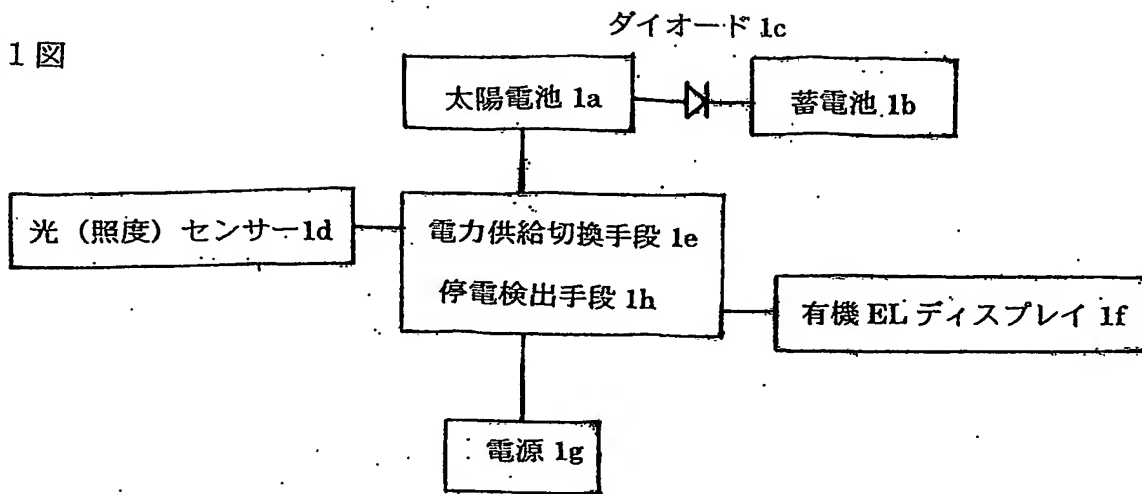 ダイオード 1c
1図
太陽電池 1a
蓄電池 1b
光（照度）センサー1d
電力供給切換手段 1e
停電検出手段 1h
有機 EL ディスプレイ 1f
電源 1g